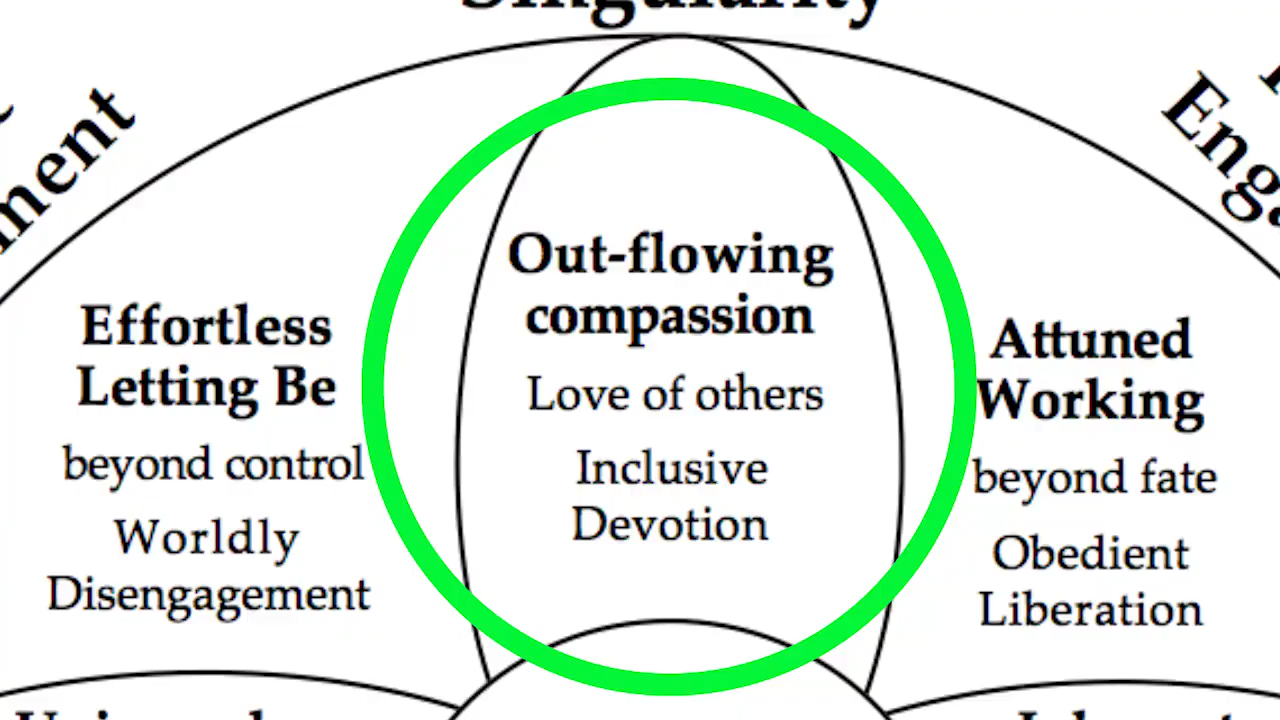 Singularity
Out-flowing
compassion
Love of others
Inclusive
Devotion
Effortless
Letting Be
beyond control
Worldly
Disengagement
Attuned
Working
beyond fate
Obedient
Liberation